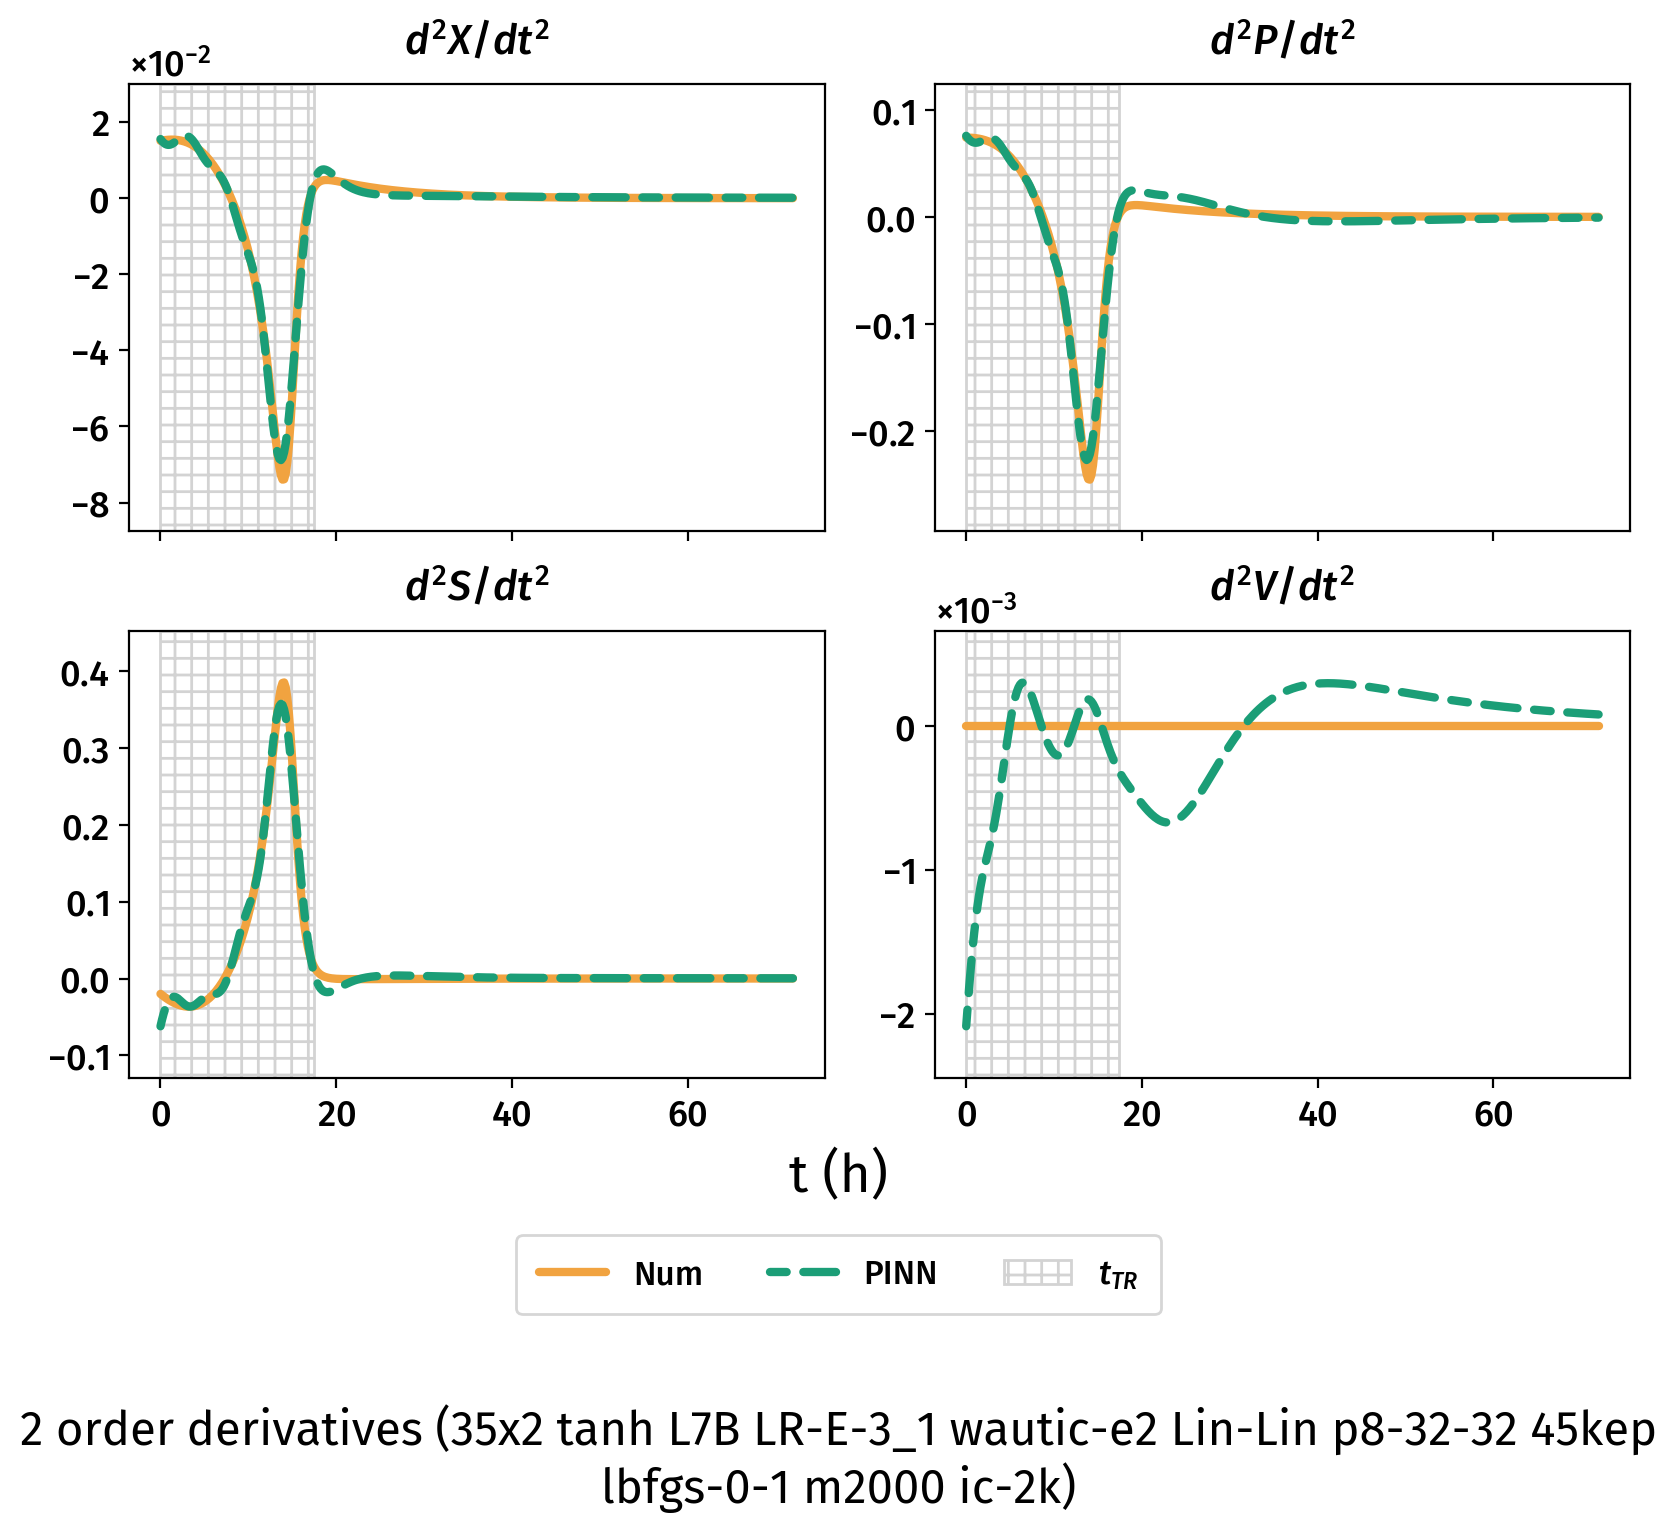 d²X/dt²
×10⁻²
2
0
−2
−4
−6
−8
d²P/dt²
0.1
0.0
−0.1
−0.2
d²S/dt²
0.4
0.3
0.2
0.1
0.0
−0.1
0 20 40 60
d²V/dt²
×10⁻³
0
−1
−2
0 20 40 60
t (h)
Num PINN t_TR
2 order derivatives (35x2 tanh L7B LR-E-3_1 wautic-e2 Lin-Lin p8-32-32 45kep
lbfgs-0-1 m2000 ic-2k)